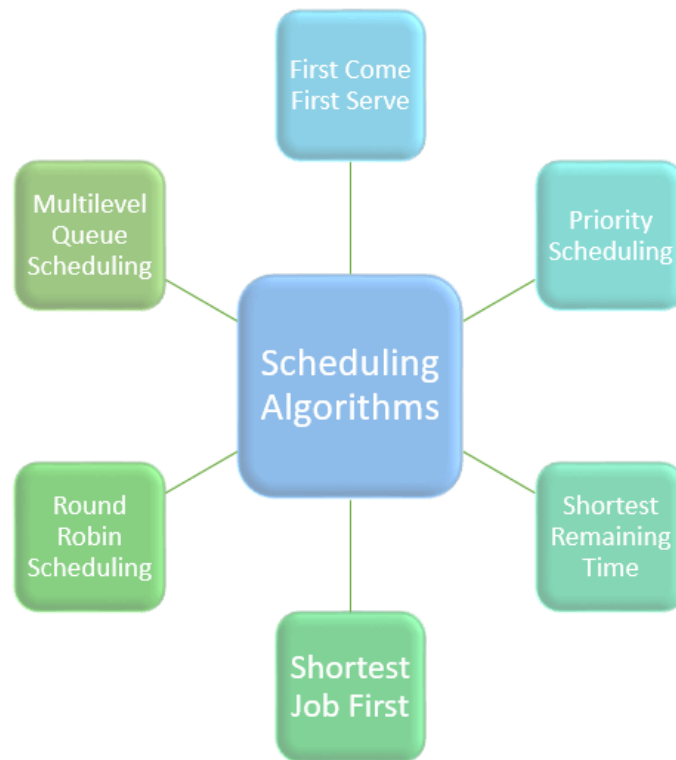 First Come
First Serve
Multilevel
Queue
Scheduling
Priority
Scheduling
Scheduling
Algorithms
Round
Robin
Scheduling
Shortest
Remaining
Time
Shortest
Job First